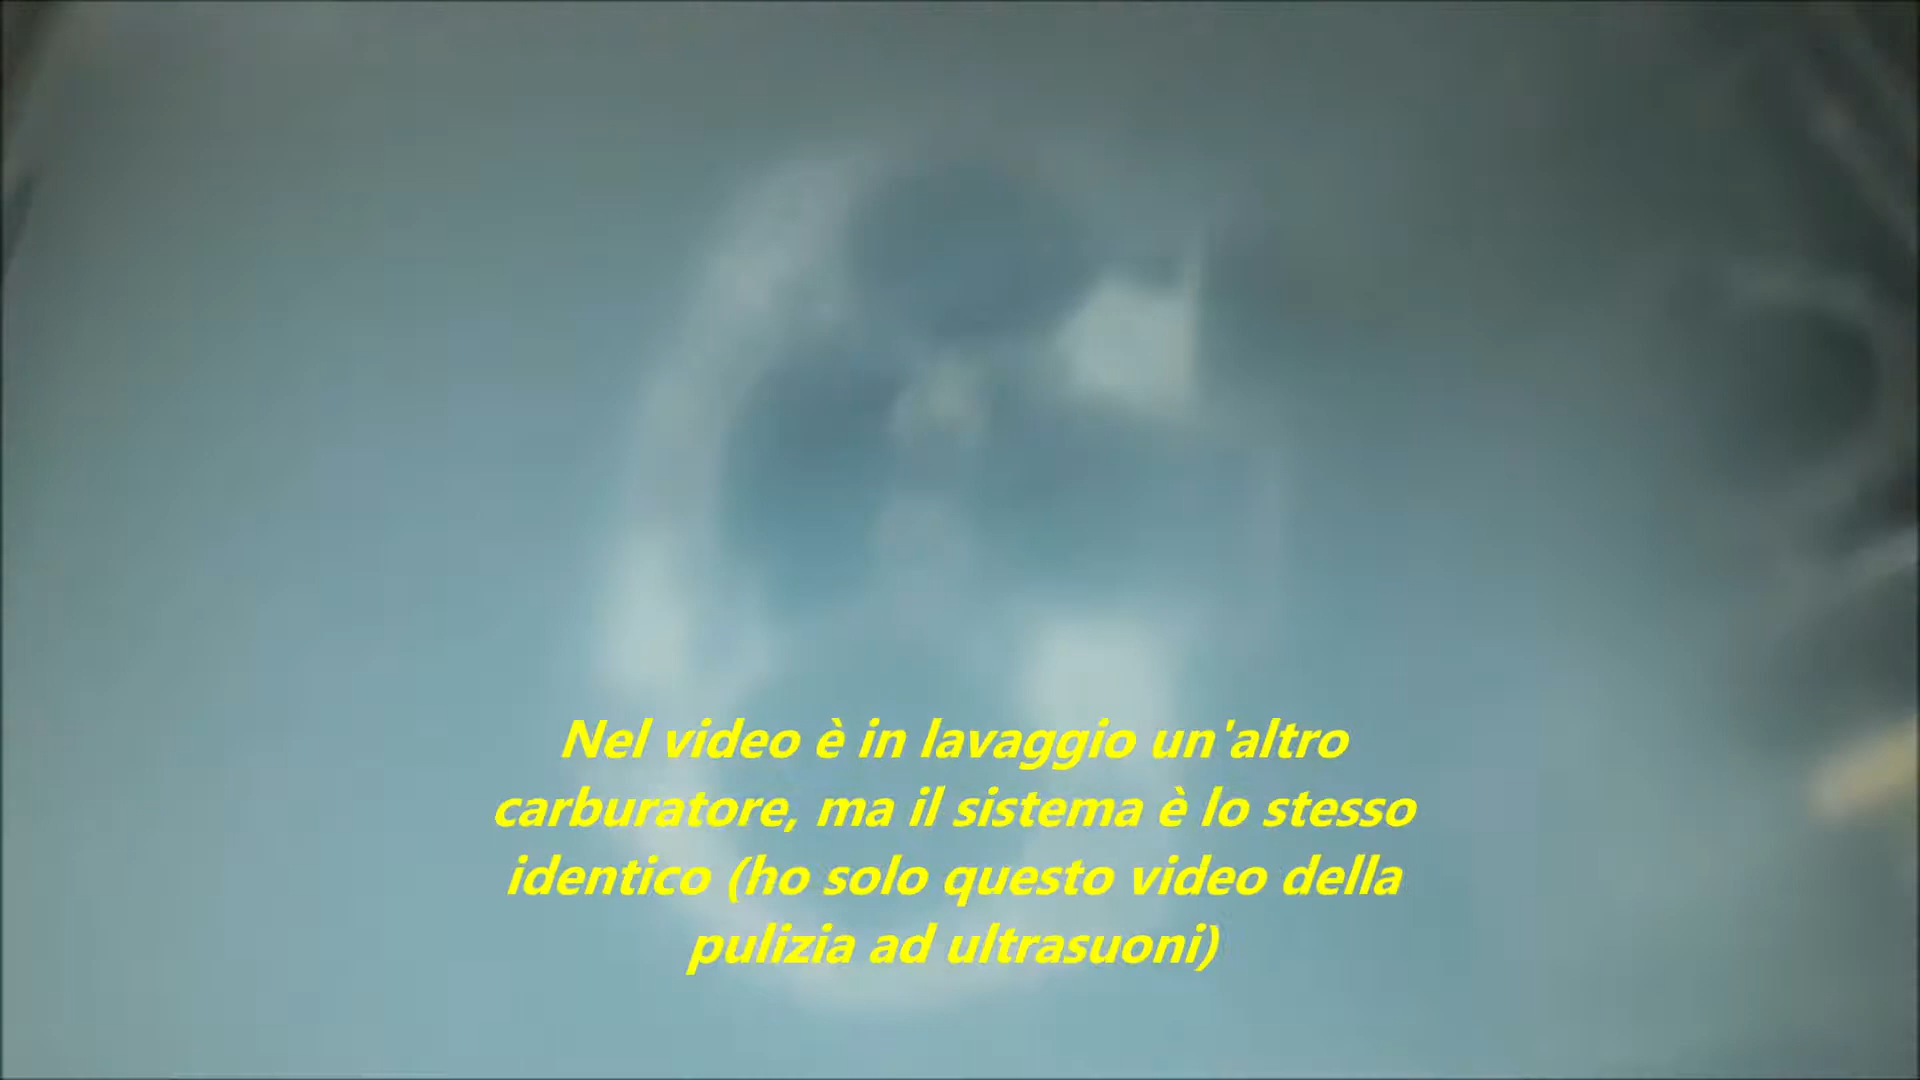 Nel video è in lavaggio un'altro
carburatore, ma il sistema è lo stesso
identico (ho solo questo video della
pulizia ad ultrasuoni)